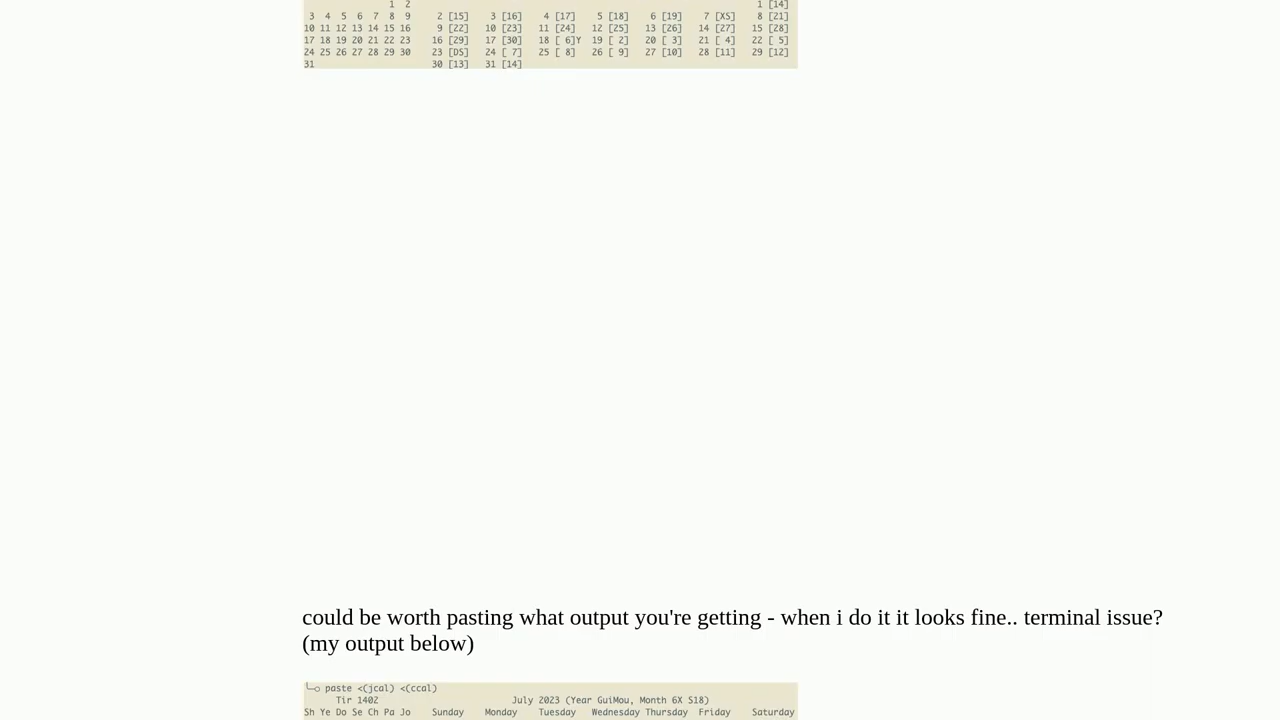 1 2 1 [14]
3 4 5 6 7 8 9 2 [15] 3 [16] 4 [17] 5 [18] 6 [19] 7 [XS] 8 [21]
10 11 12 13 14 15 16 9 [22] 10 [23] 11 [24] 12 [25] 13 [26] 14 [27] 15 [28]
17 18 19 20 21 22 23 16 [29] 17 [30] 18 [ 6]Y 19 [ 2] 20 [ 3] 21 [ 4] 22 [ 5]
24 25 26 27 28 29 30 23 [DS] 24 [ 7] 25 [ 8] 26 [ 9] 27 [10] 28 [11] 29 [12]
31 30 [13] 31 [14]
could be worth pasting what output you're getting - when i do it it looks fine.. terminal issue?
(my output below)
╰─○ paste <(jcal) <(ccal)
Tir 1402 July 2023 (Year GuiMou, Month 6X S18)
Sh Ye Do Se Ch Pa Jo Sunday Monday Tuesday Wednesday Thursday Friday Saturday